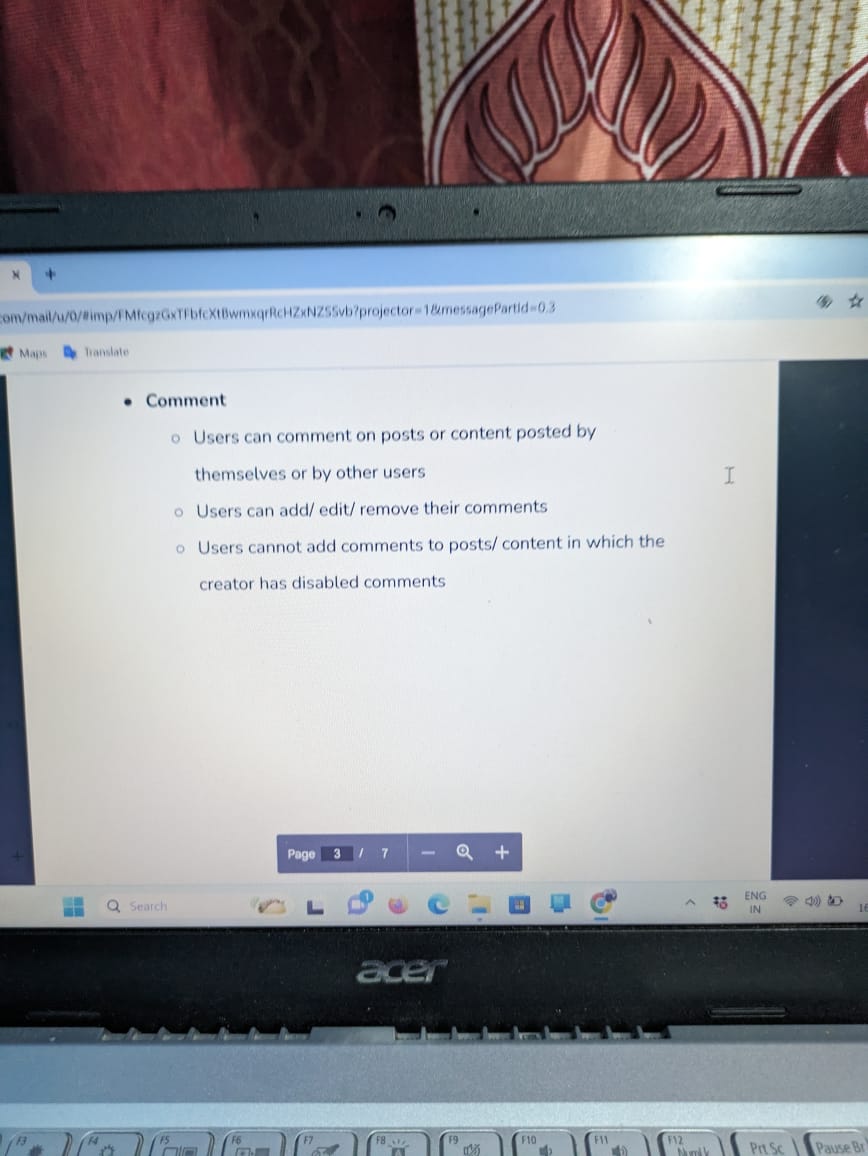 com/mail/u/0/#imp/FMfcgzGxTFbfcXtBwmxqrRcHZxNZSSvb?projector=1&messagePartId=0.3
Maps Translate
• Comment
○ Users can comment on posts or content posted by
themselves or by other users
○ Users can add/ edit/ remove their comments
○ Users cannot add comments to posts/ content in which the
creator has disabled comments
Page 3 / 7 — +
Search
1
ENG
IN
16
acer
F3 F4 F5 F6 F7 F8 F9 F10 F11 F12 Prt Sc Pause